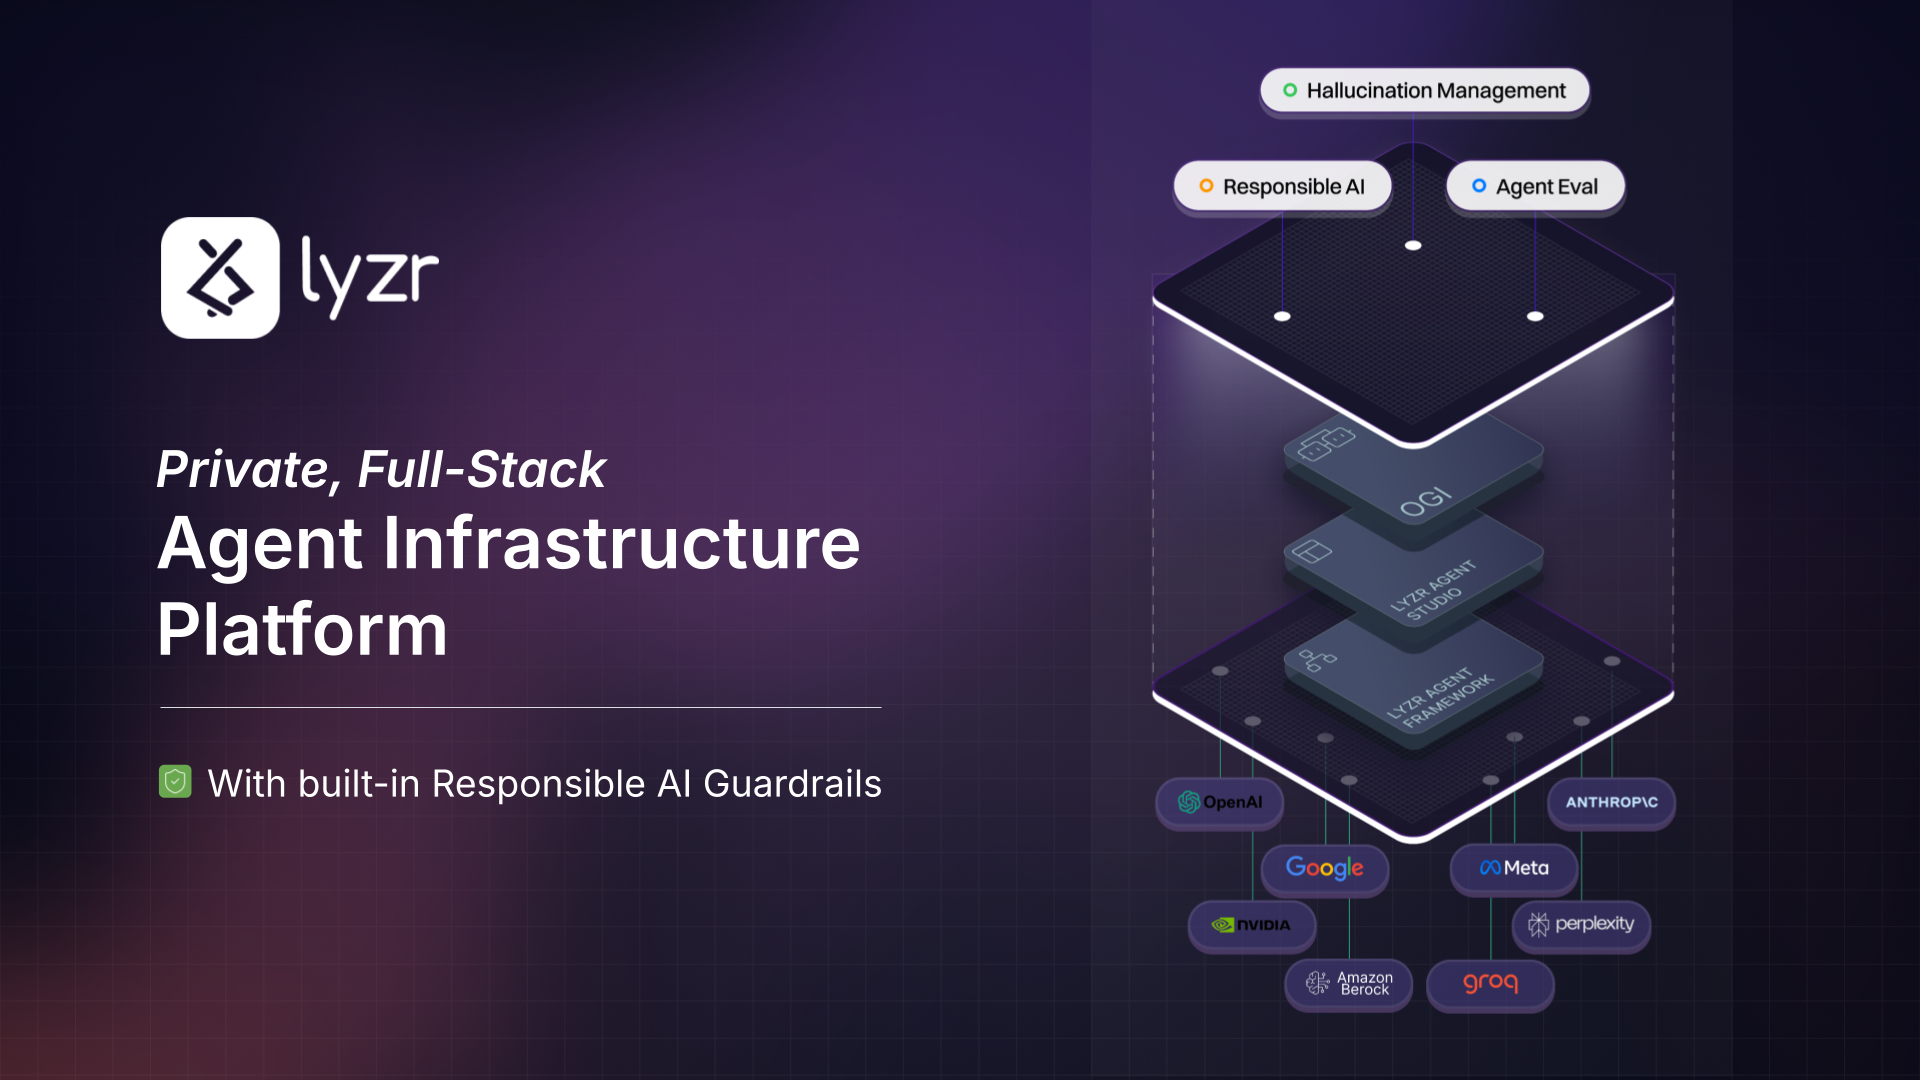 lyzr
Private, Full-Stack
Agent Infrastructure
Platform
With built-in Responsible AI Guardrails
Hallucination Management
Responsible AI
Agent Eval
OGI
LYZR AGENT
STUDIO
LYZR AGENT
FRAMEWORK
OpenAI
ANTHROP\C
Google
Meta
NVIDIA
perplexity
Amazon
Berock
groq